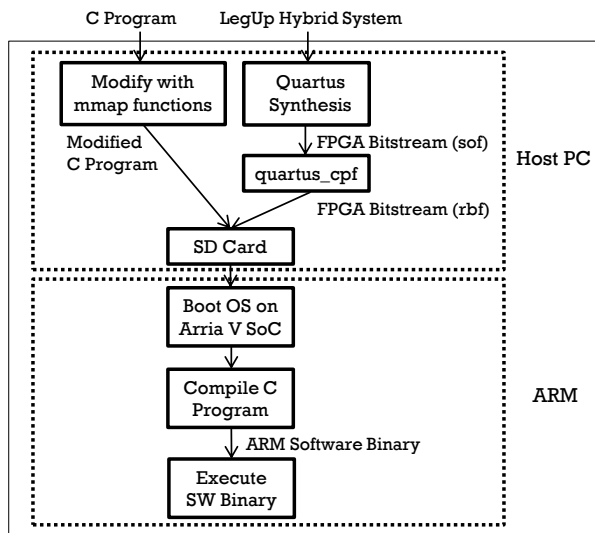 C Program
LegUp Hybrid System
Modify with
mmap functions
Quartus
Synthesis
Modified
C Program
FPGA Bitstream (sof)
Host PC
quartus_cpf
FPGA Bitstream (rbf)
SD Card
Boot OS on
Arria V SoC
Compile C
Program
ARM
ARM Software Binary
Execute
SW Binary